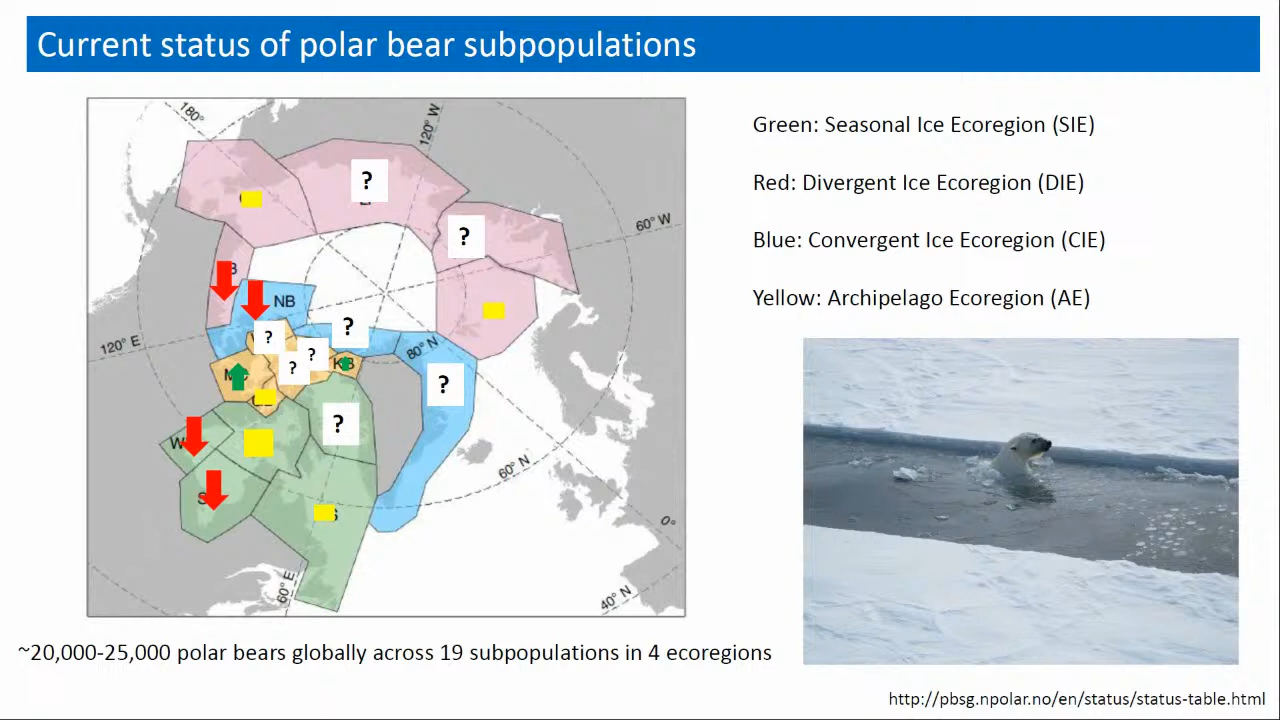 Current status of polar bear subpopulations
180°
120° W
60° W
120° E
80° N
60° N
0°
60° E
40° N
?
?
B
NB
?
?
?
?
KB
?
M
W
?
S
S
Green: Seasonal Ice Ecoregion (SIE)
Red: Divergent Ice Ecoregion (DIE)
Blue: Convergent Ice Ecoregion (CIE)
Yellow: Archipelago Ecoregion (AE)
~20,000-25,000 polar bears globally across 19 subpopulations in 4 ecoregions
http://pbsg.npolar.no/en/status/status-table.html